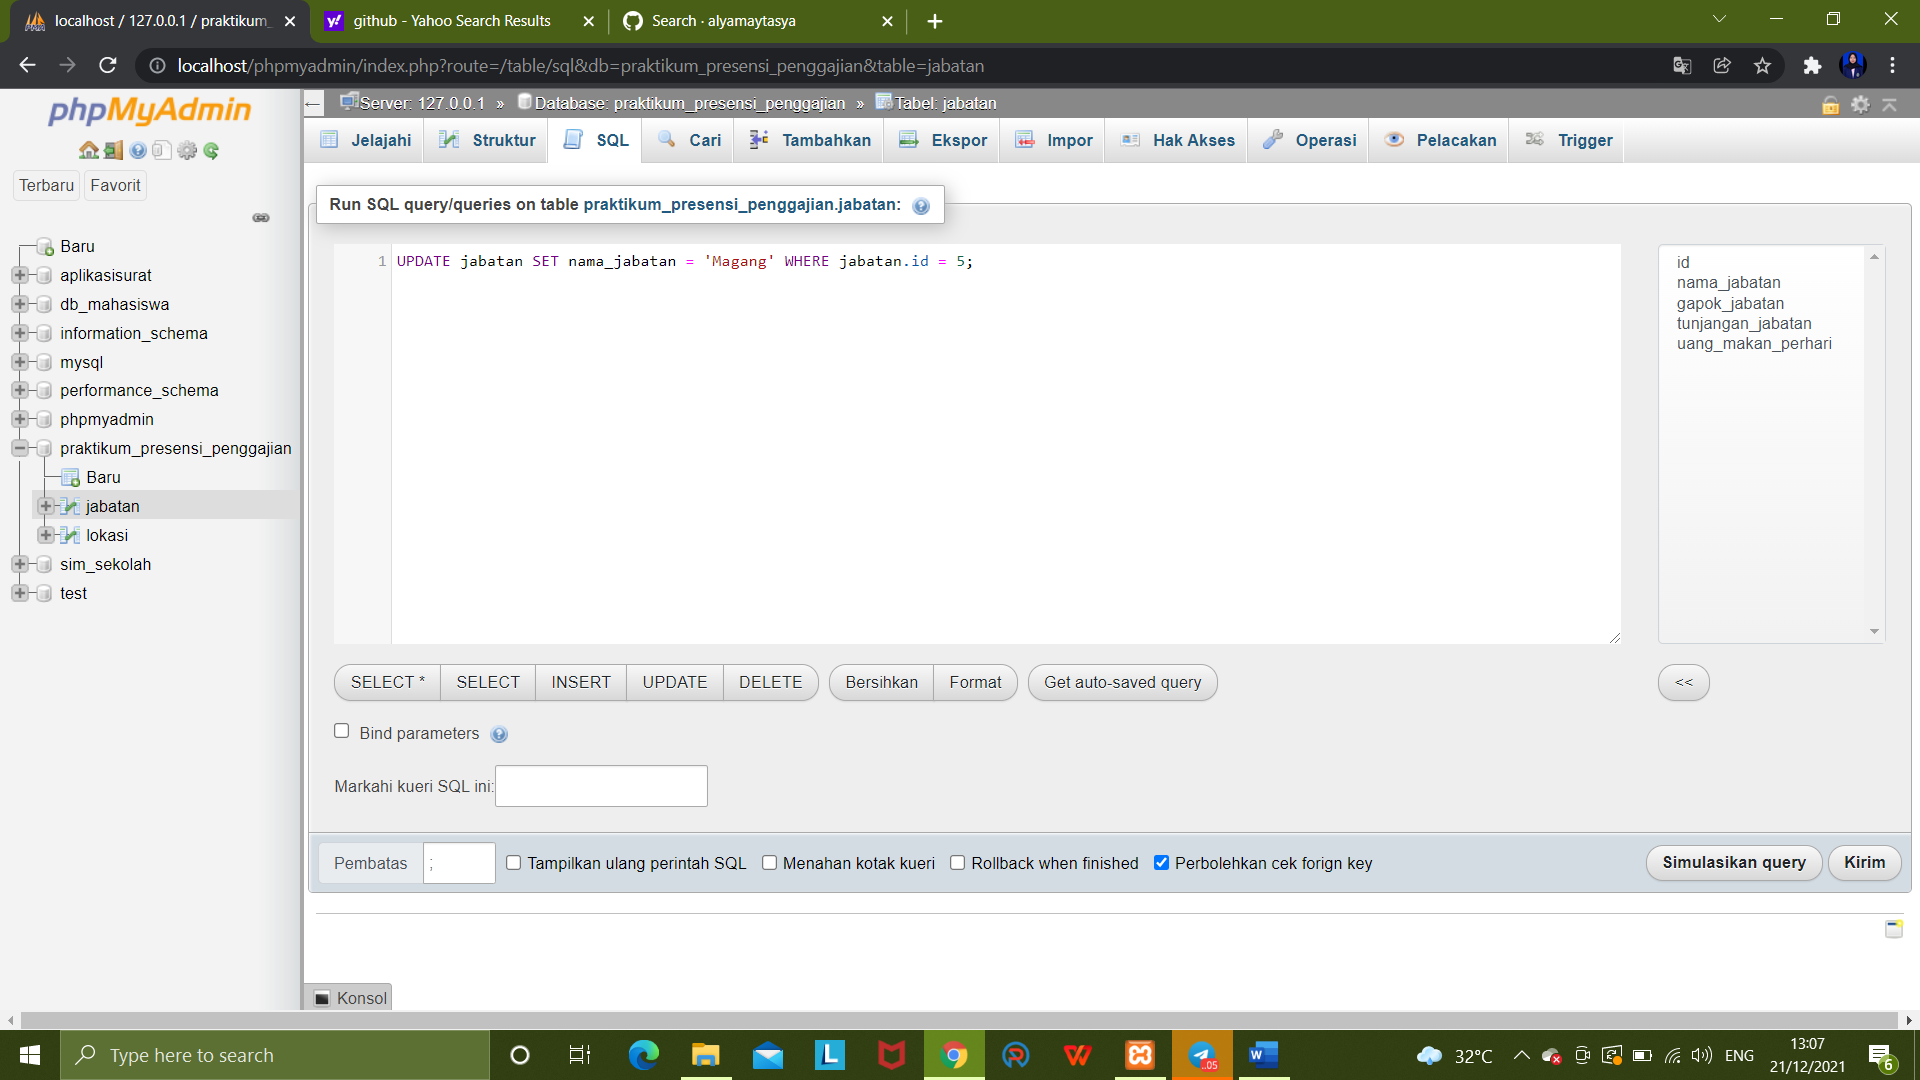 localhost / 127.0.0.1 / praktikum_
github - Yahoo Search Results
Search · alyamaytasya
localhost/phpmyadmin/index.php?route=/table/sql&db=praktikum_presensi_penggajian&table=jabatan
phpMyAdmin
Terbaru
Favorit
Baru
aplikasisurat
db_mahasiswa
information_schema
mysql
performance_schema
phpmyadmin
praktikum_presensi_penggajian
Baru
jabatan
lokasi
sim_sekolah
test
Server: 127.0.0.1 » Database: praktikum_presensi_penggajian » Tabel: jabatan
Jelajahi Struktur SQL Cari Tambahkan Ekspor Impor Hak Akses Operasi Pelacakan Trigger
Run SQL query/queries on table praktikum_presensi_penggajian.jabatan:
1 UPDATE jabatan SET nama_jabatan = 'Magang' WHERE jabatan.id = 5;
id
nama_jabatan
gapok_jabatan
tunjangan_jabatan
uang_makan_perhari
SELECT * SELECT INSERT UPDATE DELETE Bersihkan Format Get auto-saved query <<
Bind parameters
Markahi kueri SQL ini:
Pembatas ; Tampilkan ulang perintah SQL Menahan kotak kueri Rollback when finished Perbolehkan cek forign key Simulasikan query Kirim
Konsol
Type here to search
32°C
ENG
13:07
21/12/2021
6